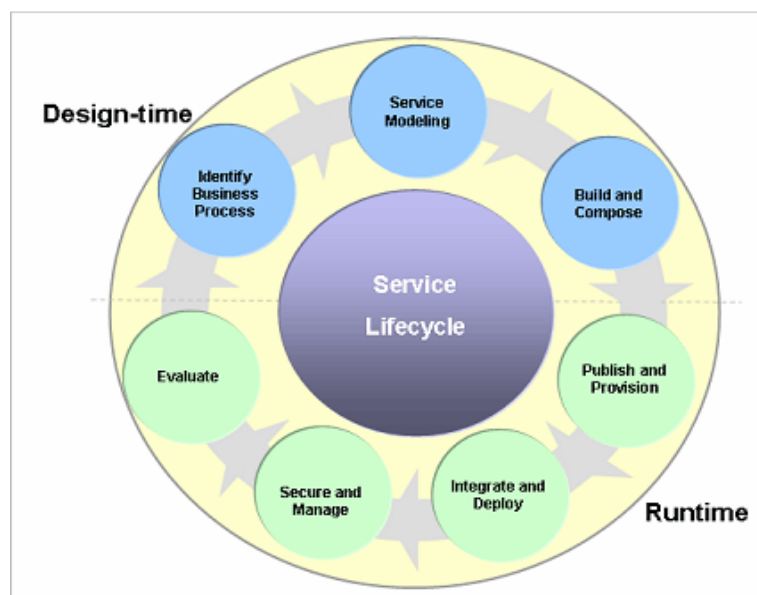 Design-time
Service
Modeling
Identify
Business
Process
Build and
Compose
Service
Lifecycle
Evaluate
Publish and
Provision
Secure and
Manage
Integrate and
Deploy
Runtime